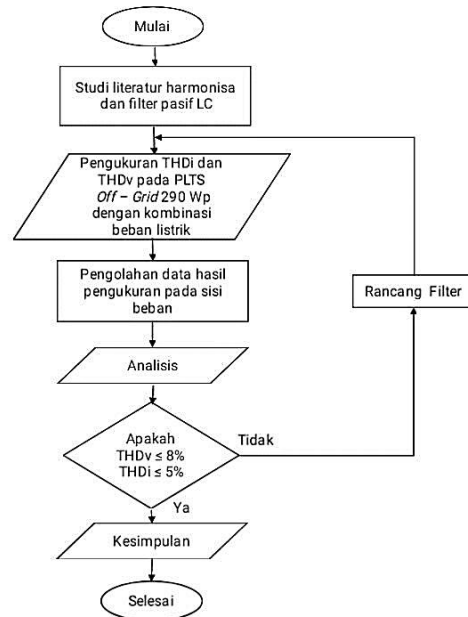 Mulai
Studi literatur harmonisa
dan filter pasif LC
Pengukuran THDi dan
THDv pada PLTS
Off – Grid 290 Wp
dengan kombinasi
beban listrik
Pengolahan data hasil
pengukuran pada sisi
beban
Rancang Filter
Analisis
Apakah
THDv ≤ 8%
THDi ≤ 5%
Tidak
Ya
Kesimpulan
Selesai